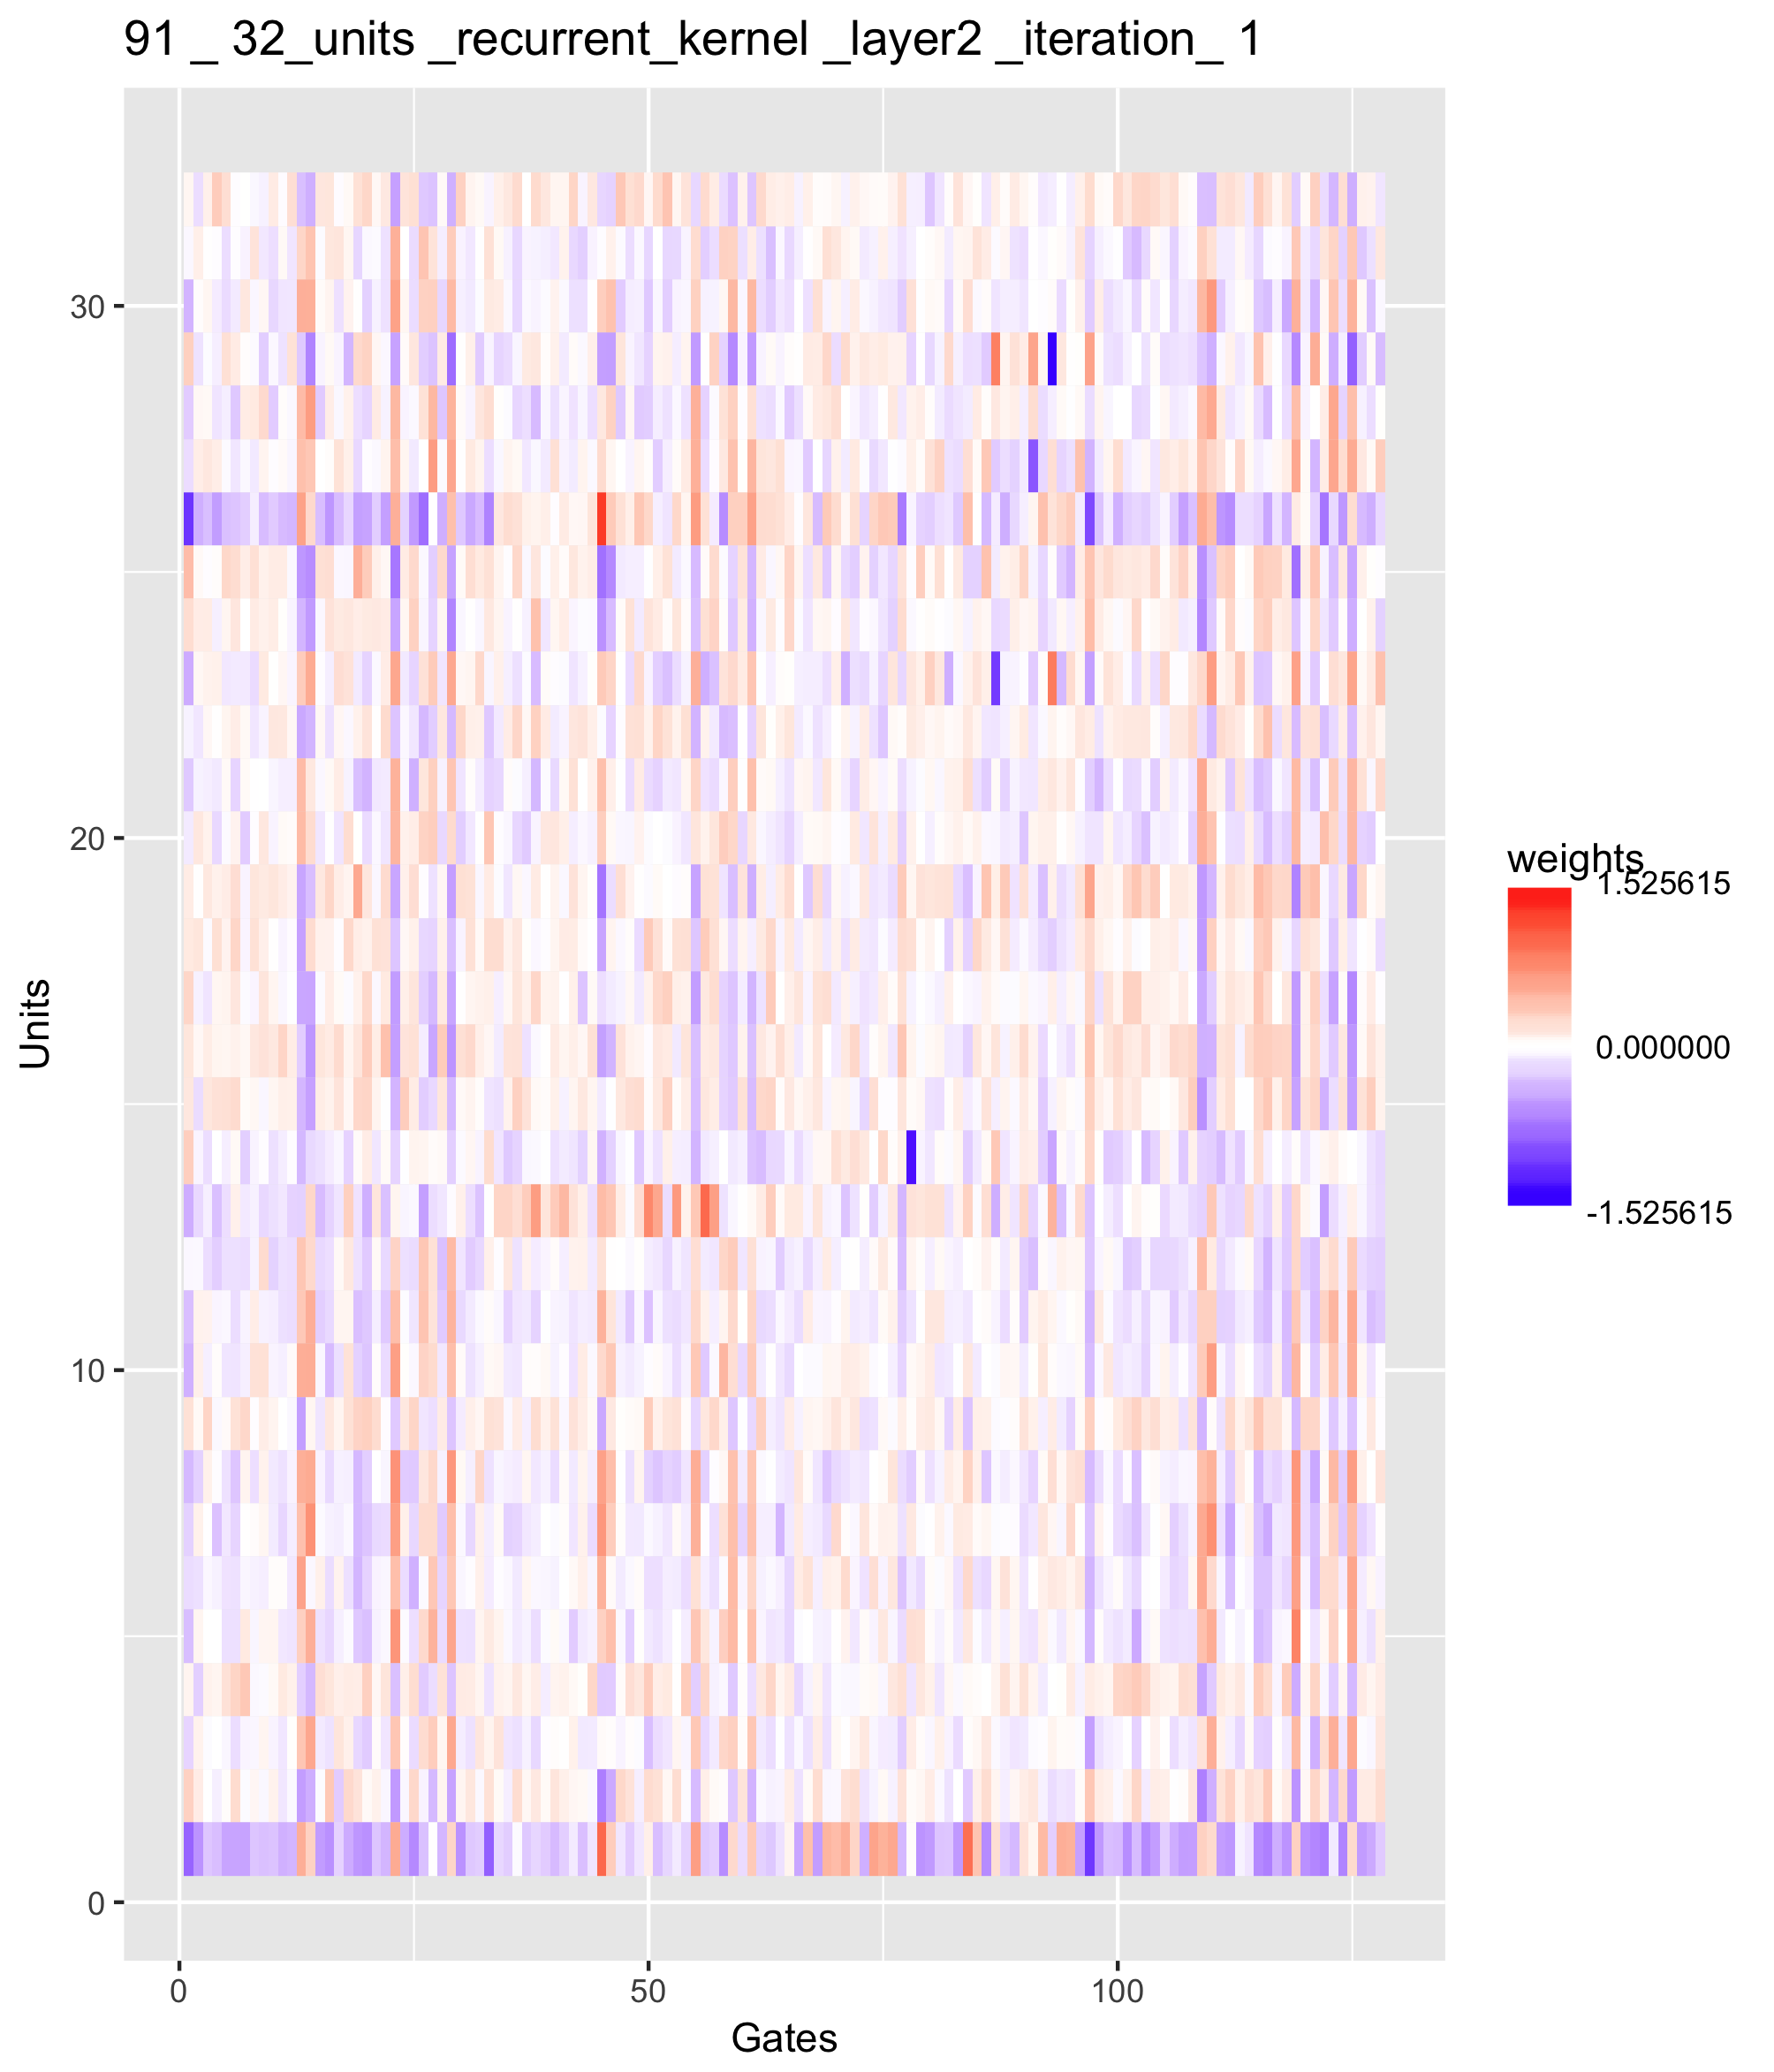 91 _ 32_units _recurrent_kernel _layer2 _iteration_ 1
30
20
10
0
Units
0 50 100
Gates
weights
1.525615
0.000000
-1.525615